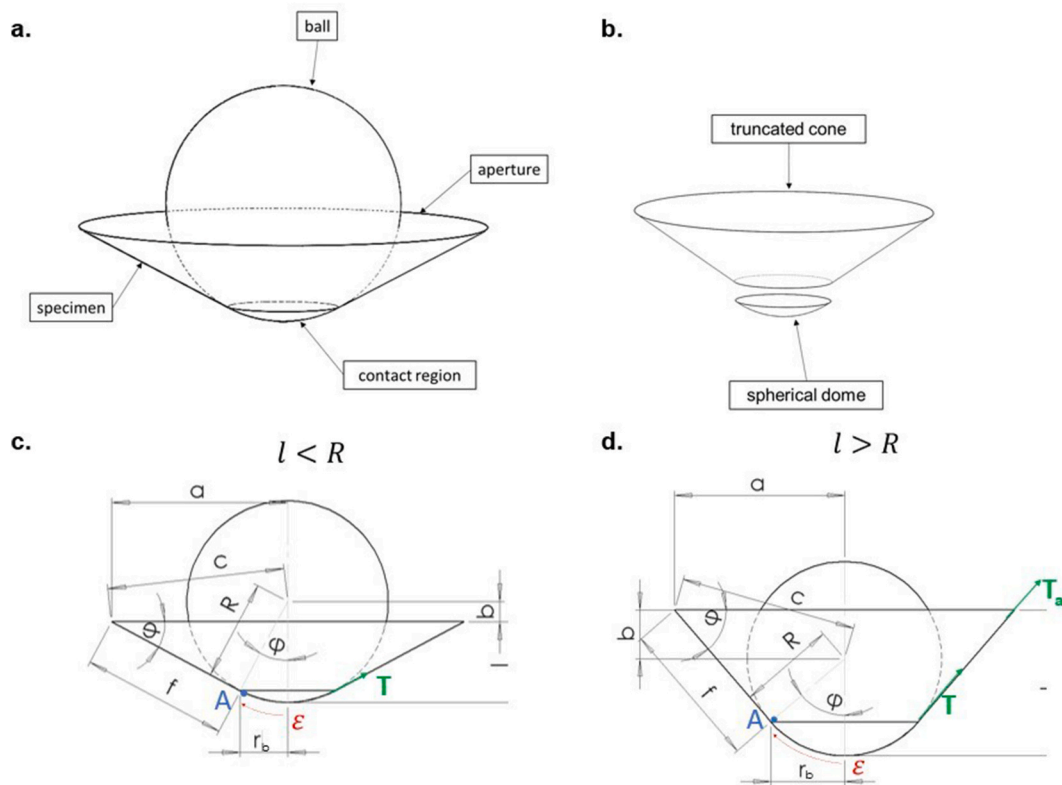 a.
ball
aperture
specimen
contact region
b.
truncated cone
spherical dome
c.
l < R
a
c
R
b
φ
φ
l
f
T
A
ε
r_b
d.
l > R
a
c
T_a
b
φ
R
f
φ
T
l
A
r_b
ε